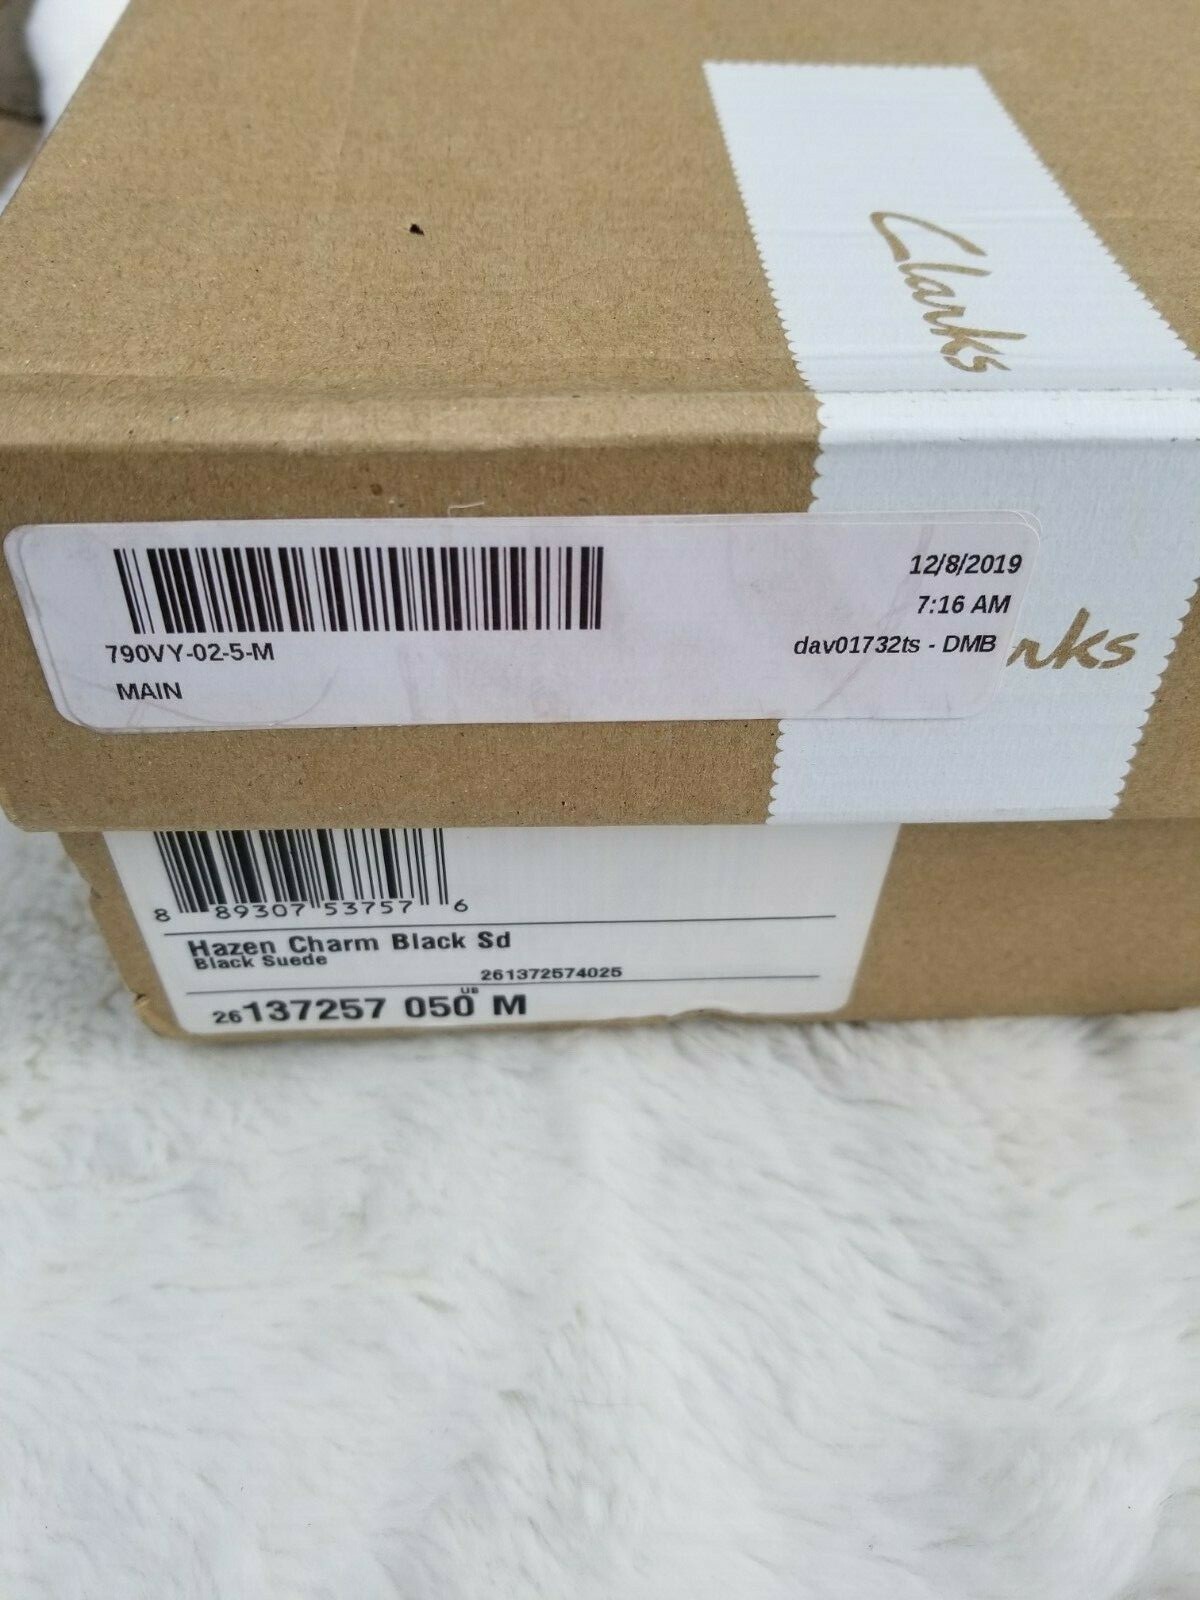 Clarks
12/8/2019
7:16 AM
790VY-02-5-M
dav01732ts - DMB
rks
MAIN
8 89307 53757 6
Hazen Charm Black Sd
Black Suede
261372574025
26137257 050 M